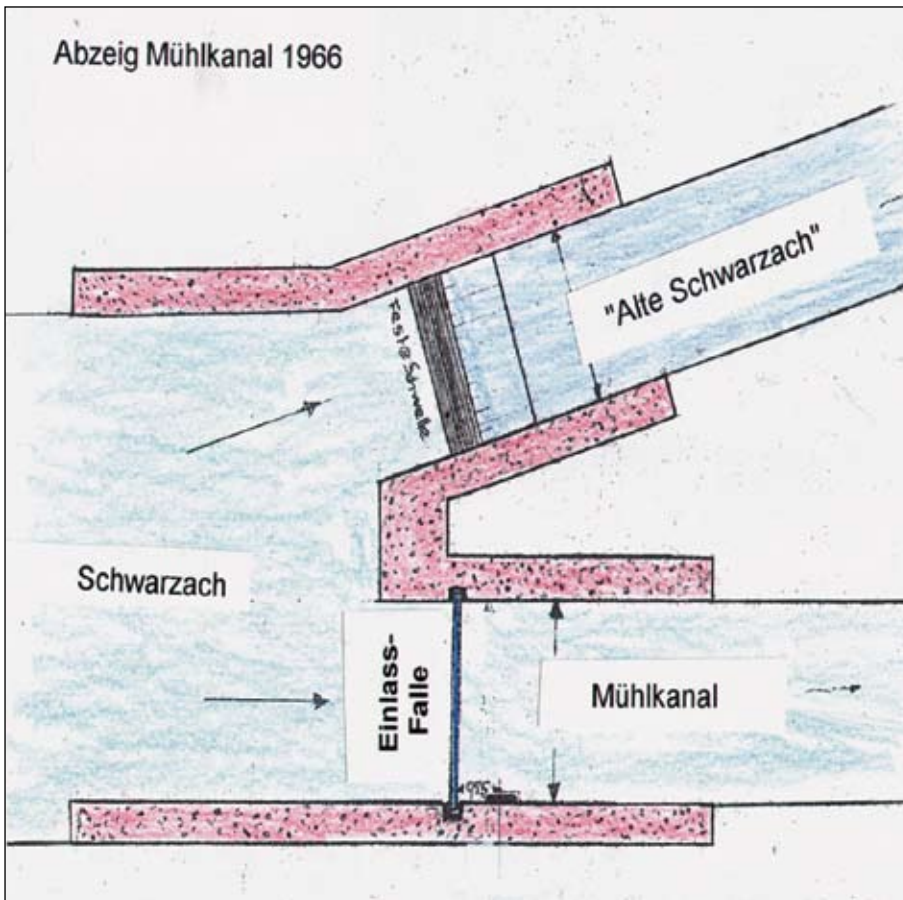 Abzeig Mühlkanal 1966
"Alte Schwarzach"
Feste Schwelle
Schwarzach
Einlass-
Falle
Mühlkanal